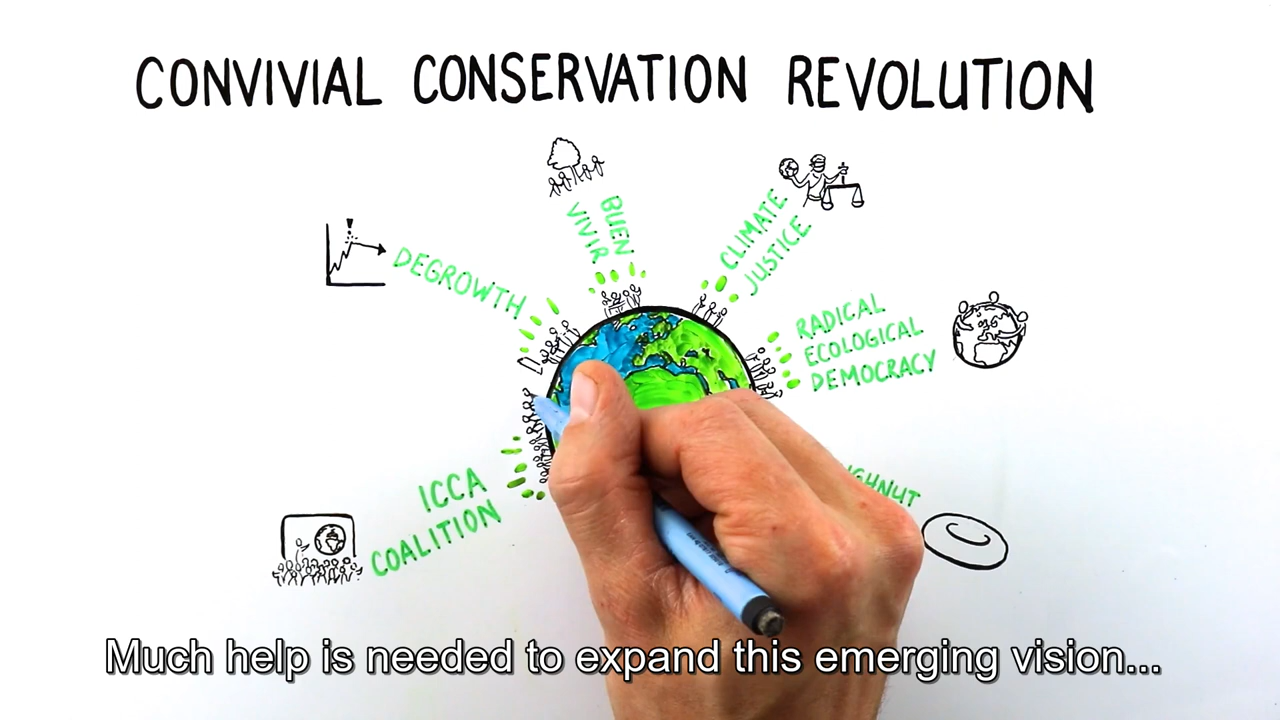 CONVIVIAL CONSERVATION REVOLUTION
BUEN
VIVIR
CLIMATE
JUSTICE
DEGROWTH
RADICAL
ECOLOGICAL
DEMOCRACY
ICCA
COALITION
Much help is needed to expand this emerging vision...